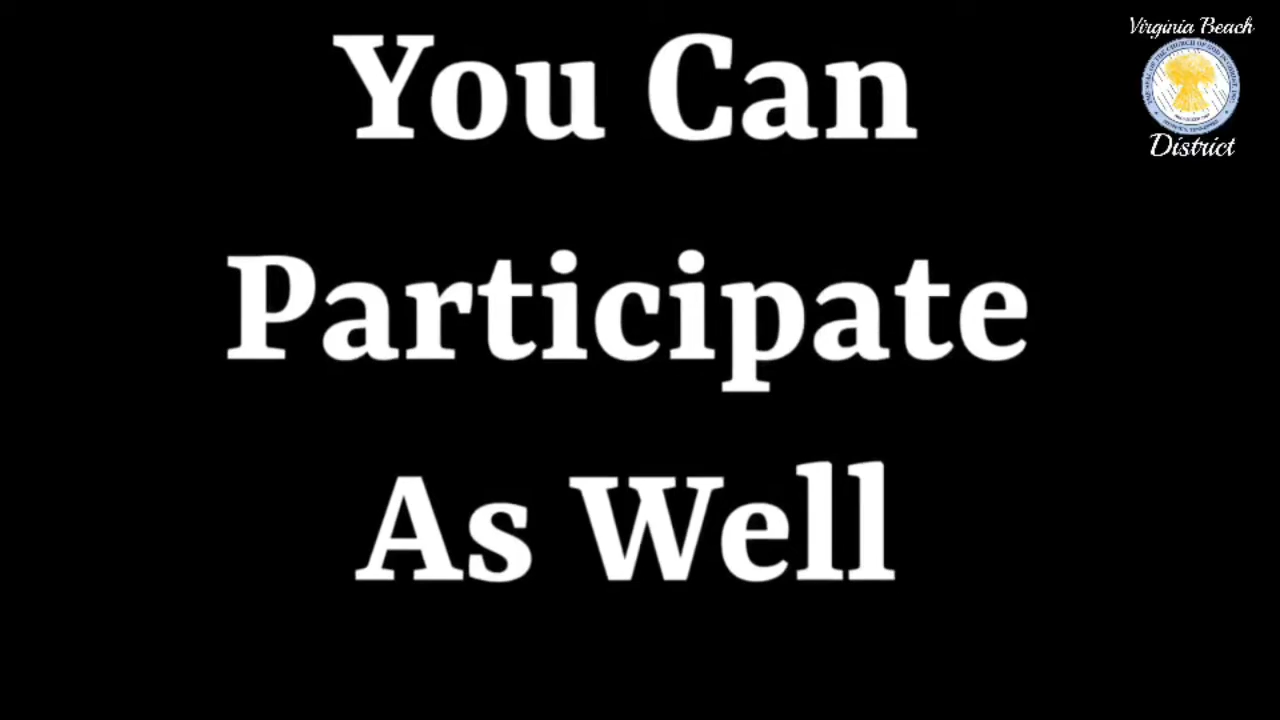 You Can
Participate
As Well
Virginia Beach
District